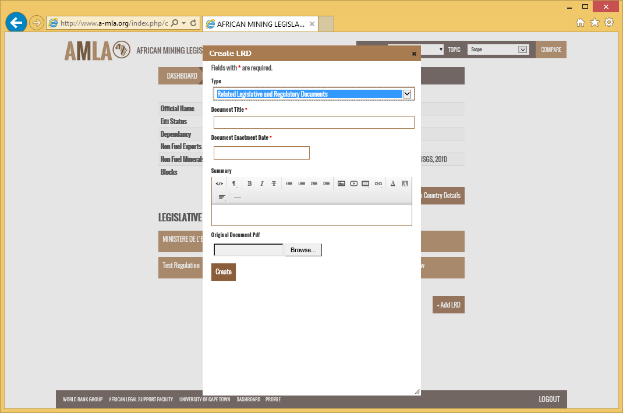 http://www.a-mla.org/index.php/c
AFRICAN MINING LEGISLA...
AMLA
AFRICAN MINING LEGIS
TOPIC
Scope
COMPARE
DASHBOARD
Create LRD
Fields with * are required.
Type
Related Legislative and Regulatory Documents
Document Title *
Document Enactment Date *
Summary
Original Document Pdf
Browse...
Create
Official Name
Eiti Status
Dependancy
Non Fuel Exports
Non Fuel Minerals
USGS, 2010
Blocks
Country Details
LEGISLATIVE
MINISTERE DE L'E
Test Regulation
+ Add LRD
WORLD BANK GROUP
AFRICAN LEGAL SUPPORT FACILITY
UNIVERSITY OF CAPE TOWN
DASHBOARD
PROFILE
LOGOUT